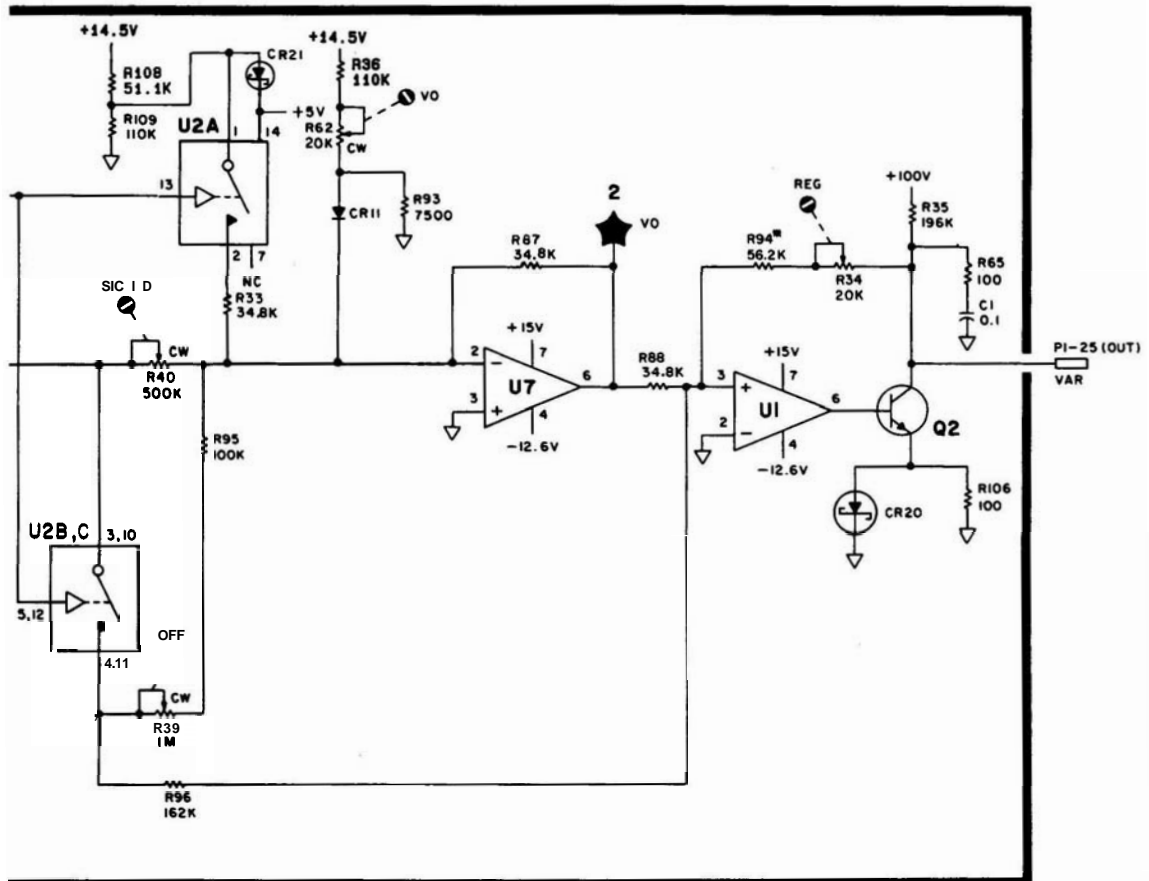 +14.5V
R108
51.1K
R109
110K
CR21
+5V
U2A
1
14
13
2
7
NC
R33
34.8K
+14.5V
R36
110K
VO
R62
20K
CW
CR11
R93
7500
SIC I D
CW
R40
500K
R95
100K
U2B,C
3,10
5,12
4.11
OFF
CW
R39
1M
R96
162K
R87
34.8K
2
VO
+15V
2
7
U7
6
3
4
-12.6V
R88
34.8K
REG
R94*
56.2K
R34
20K
+100V
R35
196K
R65
100
C1
0.1
+15V
3
7
U1
6
2
4
-12.6V
P1-25 (OUT)
VAR
Q2
CR20
R106
100